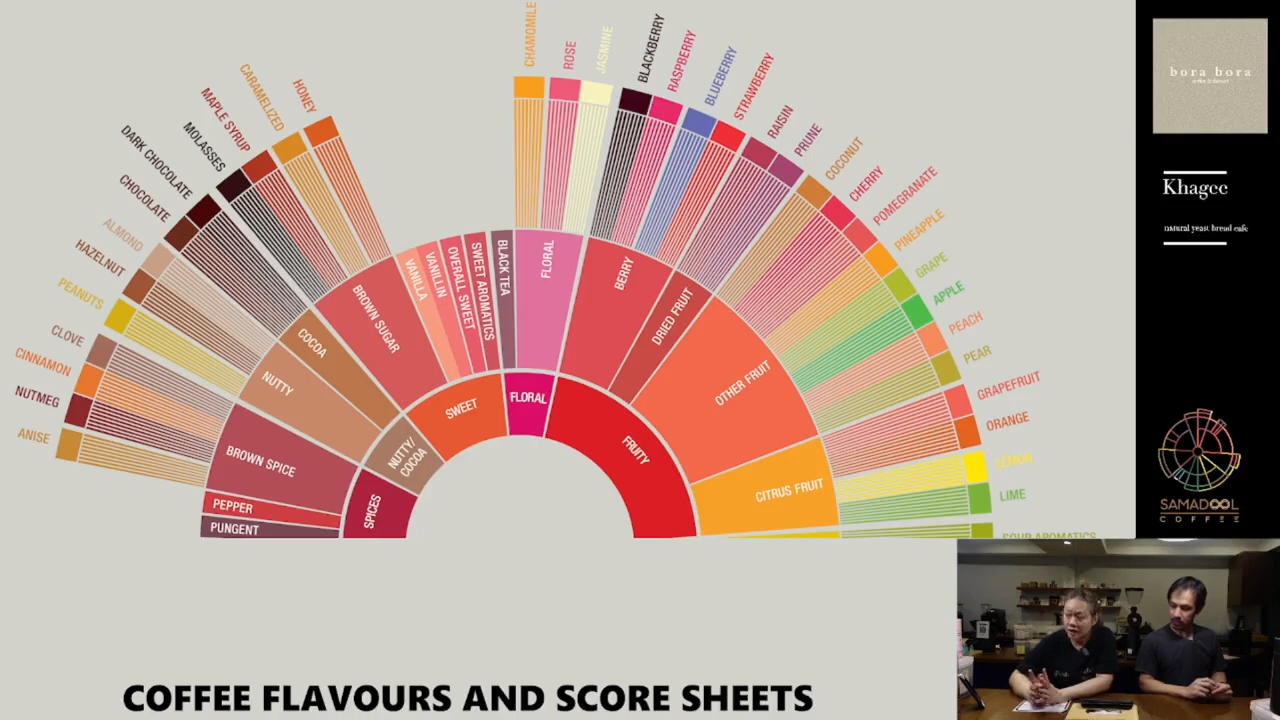 CHAMOMILE
ROSE
JASMINE
BLACKBERRY
RASPBERRY
BLUEBERRY
STRAWBERRY
RAISIN
PRUNE
COCONUT
CHERRY
POMEGRANATE
PINEAPPLE
GRAPE
APPLE
PEACH
PEAR
GRAPEFRUIT
ORANGE
LEMON
LIME
SOUR AROMATICS
HONEY
CARAMELIZED
MAPLE SYRUP
MOLASSES
DARK CHOCOLATE
CHOCOLATE
ALMOND
HAZELNUT
PEANUTS
CLOVE
CINNAMON
NUTMEG
ANISE
PUNGENT
PEPPER
BROWN SPICE
NUTTY
COCOA
BROWN SUGAR
VANILLA
VANILLIN
OVERALL SWEET
SWEET AROMATICS
BLACK TEA
FLORAL
BERRY
DRIED FRUIT
OTHER FRUIT
CITRUS FRUIT
SPICES
NUTTY/
COCOA
SWEET
FLORAL
FRUITY
bora bora
Khagee
natural yeast bread cafe
SAMADOOL
COFFEE
COFFEE FLAVOURS AND SCORE SHEETS